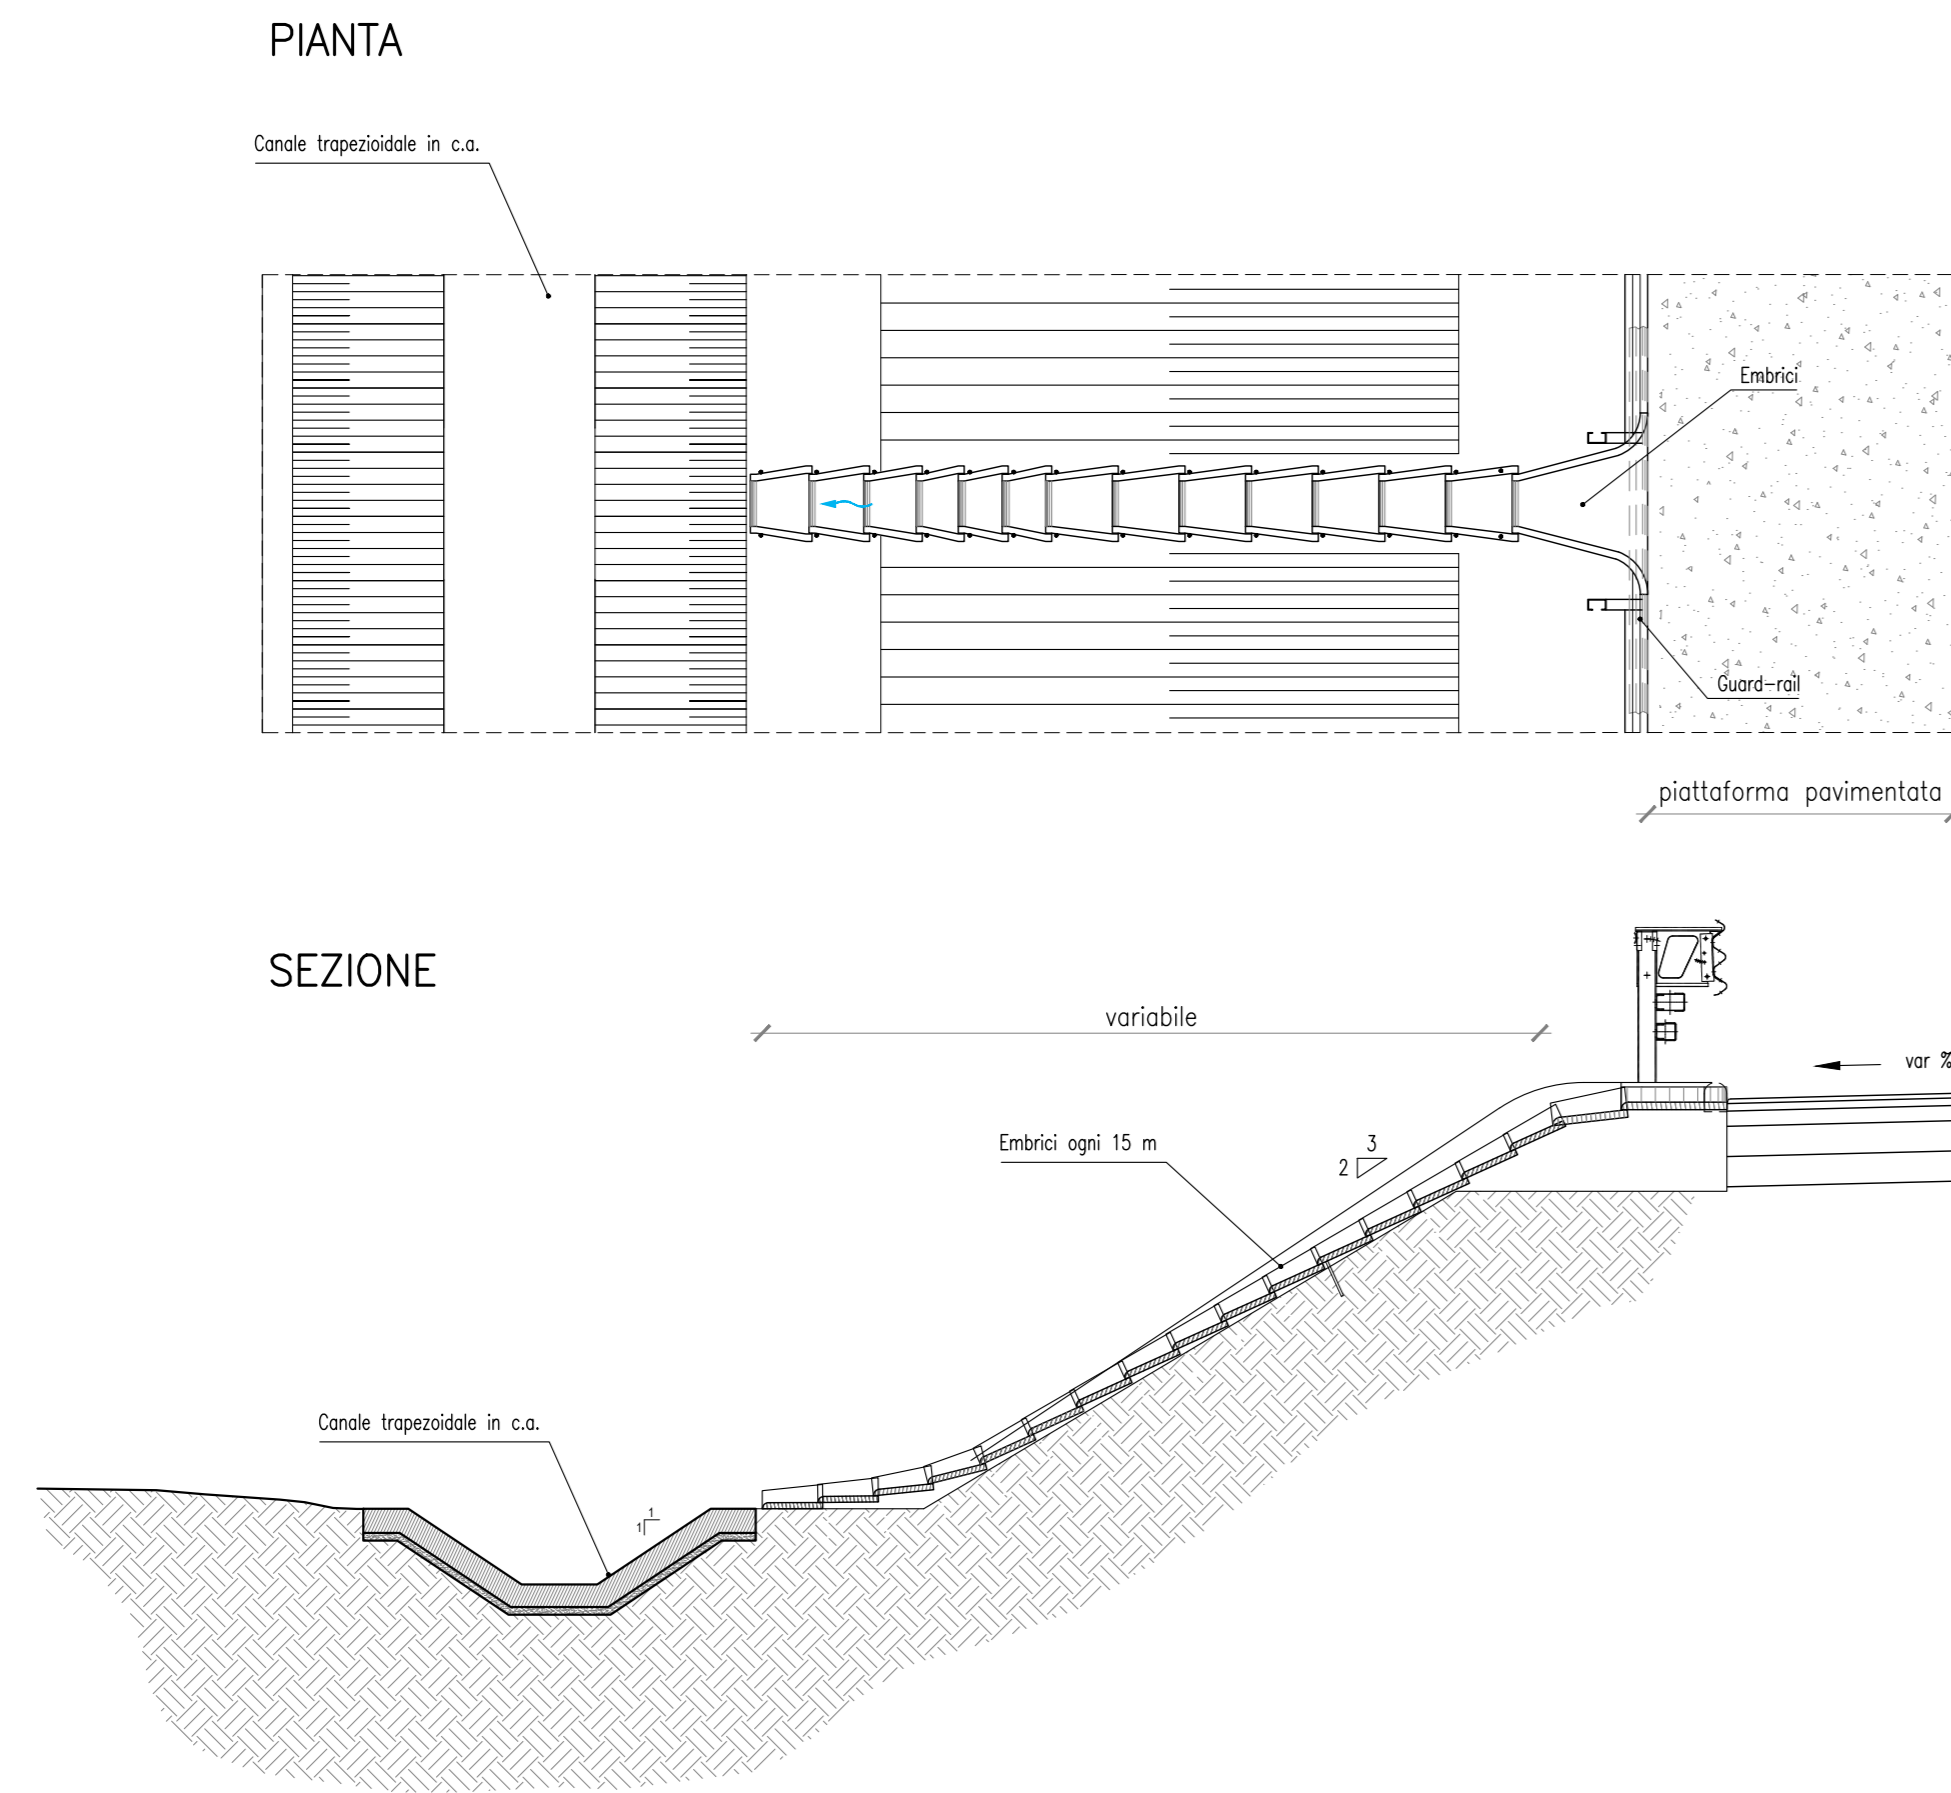 PIANTA
Canale trapezioidale in c.a.
Embrici
Guard-rail
piattaforma pavimentata
SEZIONE
variabile
var %
Embrici ogni 15 m
3
2
Canale trapezoidale in c.a.
1
1